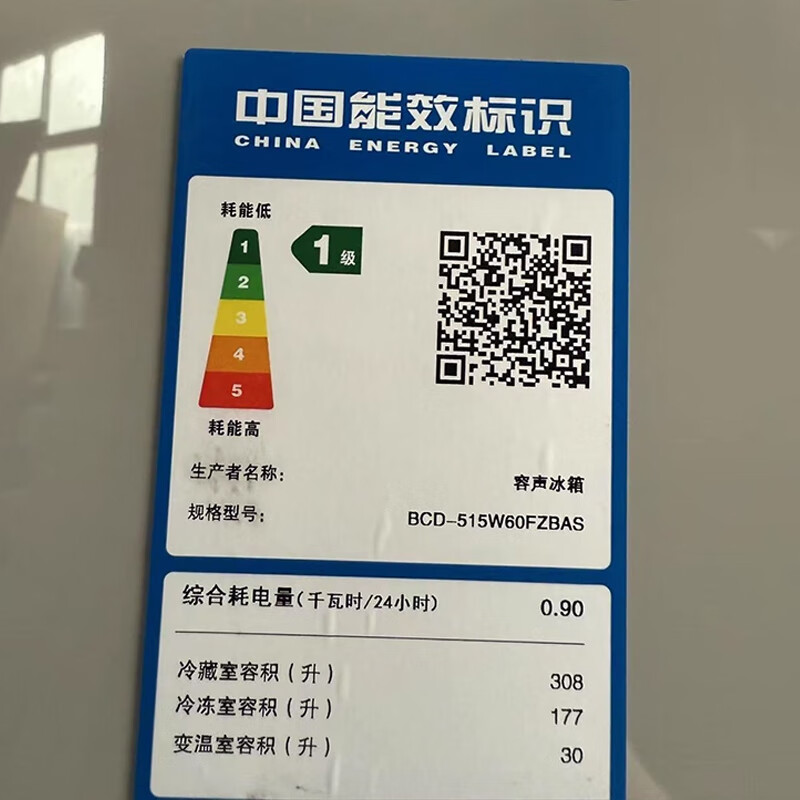 中国能效标识
CHINA ENERGY LABEL
耗能低
1
1级
2
3
4
5
耗能高
生产者名称： 容声冰箱
规格型号： BCD-515W60FZBAS
综合耗电量(千瓦时/24小时) 0.90
冷藏室容积(升) 308
冷冻室容积(升) 177
变温室容积(升) 30